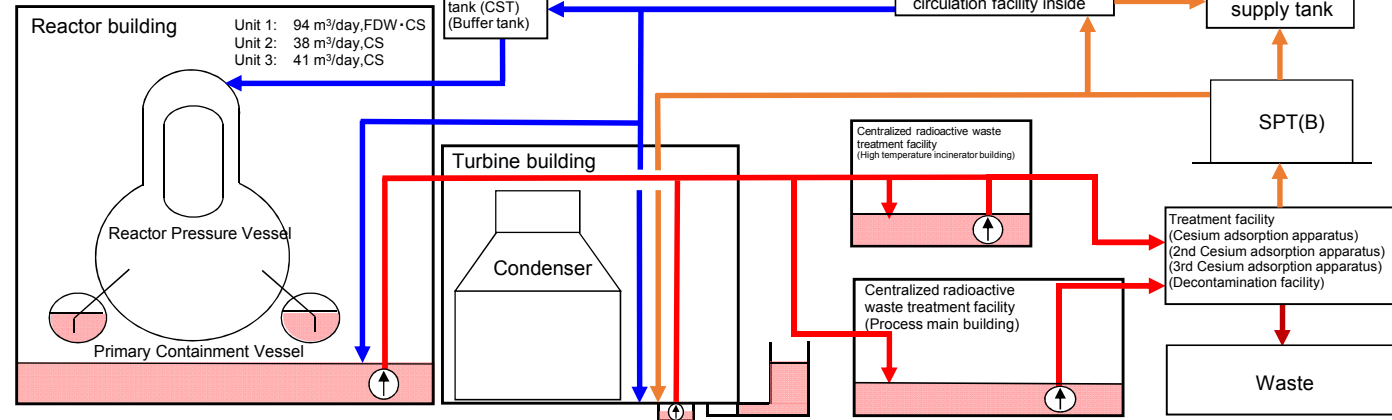 Reactor building
Unit 1: 94 m³/day,FDW・CS
Unit 2: 38 m³/day,CS
Unit 3: 41 m³/day,CS
tank (CST)
(Buffer tank)
circulation facility inside
supply tank
SPT(B)
Centralized radioactive waste
treatment facility
(High temperature incinerator building)
Turbine building
Reactor Pressure Vessel
Condenser
Treatment facility
(Cesium adsorption apparatus)
(2nd Cesium adsorption apparatus)
(3rd Cesium adsorption apparatus)
(Decontamination facility)
Centralized radioactive
waste treatment facility
(Process main building)
Primary Containment Vessel
Waste